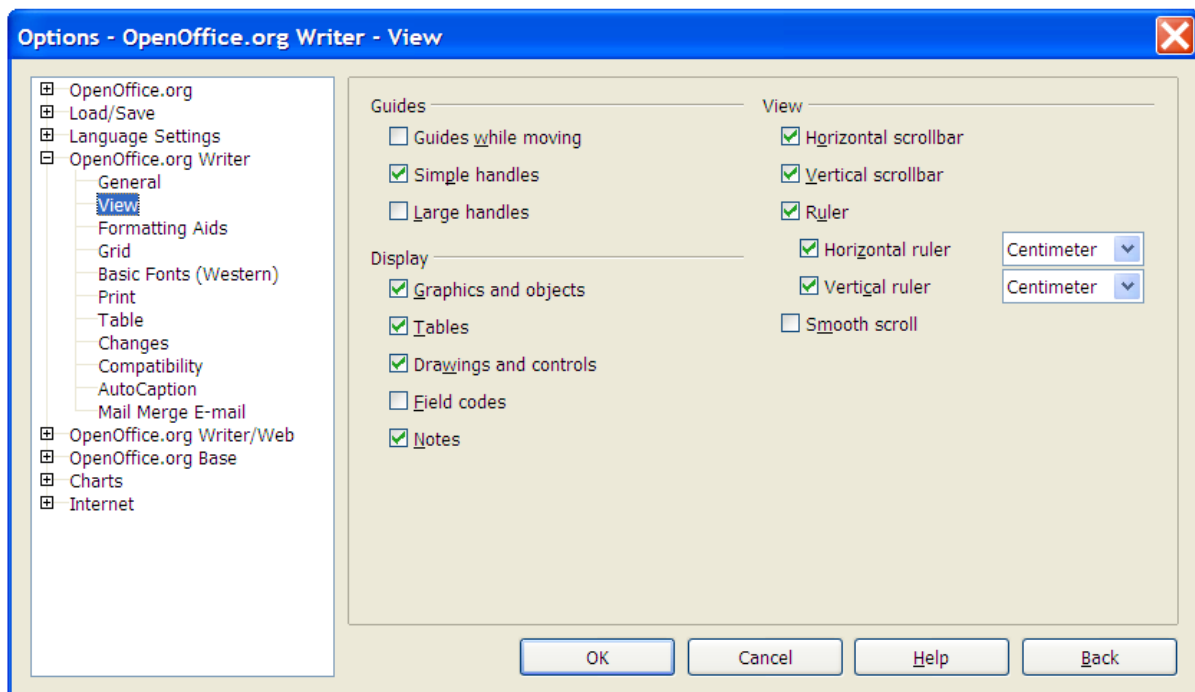 Options - OpenOffice.org Writer - View
OpenOffice.org
Load/Save
Language Settings
OpenOffice.org Writer
General
View
Formatting Aids
Grid
Basic Fonts (Western)
Print
Table
Changes
Compatibility
AutoCaption
Mail Merge E-mail
OpenOffice.org Writer/Web
OpenOffice.org Base
Charts
Internet
Guides
Guides while moving
Simple handles
Large handles
Display
Graphics and objects
Tables
Drawings and controls
Field codes
Notes
View
Horizontal scrollbar
Vertical scrollbar
Ruler
Horizontal ruler Centimeter
Vertical ruler Centimeter
Smooth scroll
OK Cancel Help Back